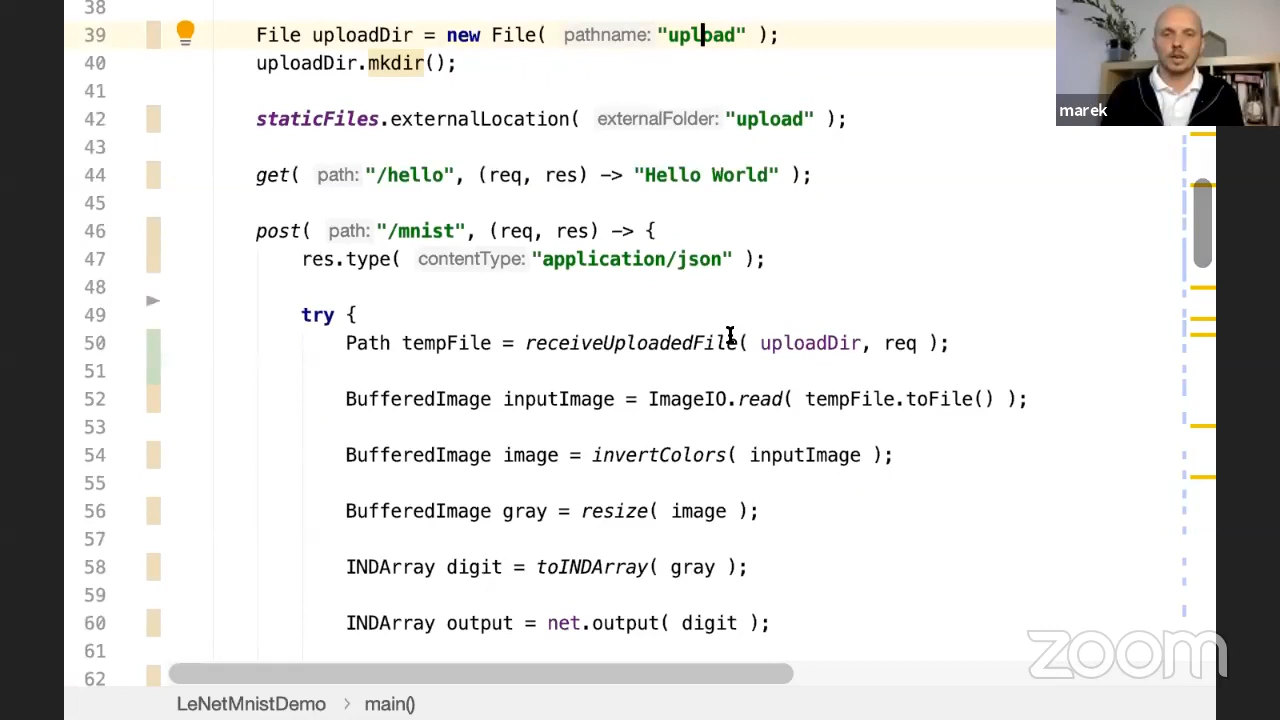 38
39 File uploadDir = new File( pathname: "upload" );
40 uploadDir.mkdir();
41
42 staticFiles.externalLocation( externalFolder: "upload" );
43
44 get( path: "/hello", (req, res) -> "Hello World" );
45
46 post( path: "/mnist", (req, res) -> {
47 res.type( contentType: "application/json" );
48
49 try {
50 Path tempFile = receiveUploadedFile( uploadDir, req );
51
52 BufferedImage inputImage = ImageIO.read( tempFile.toFile() );
53
54 BufferedImage image = invertColors( inputImage );
55
56 BufferedImage gray = resize( image );
57
58 INDArray digit = toINDArray( gray );
59
60 INDArray output = net.output( digit );
61
62
LeNetMnistDemo > main()
marek
zoom